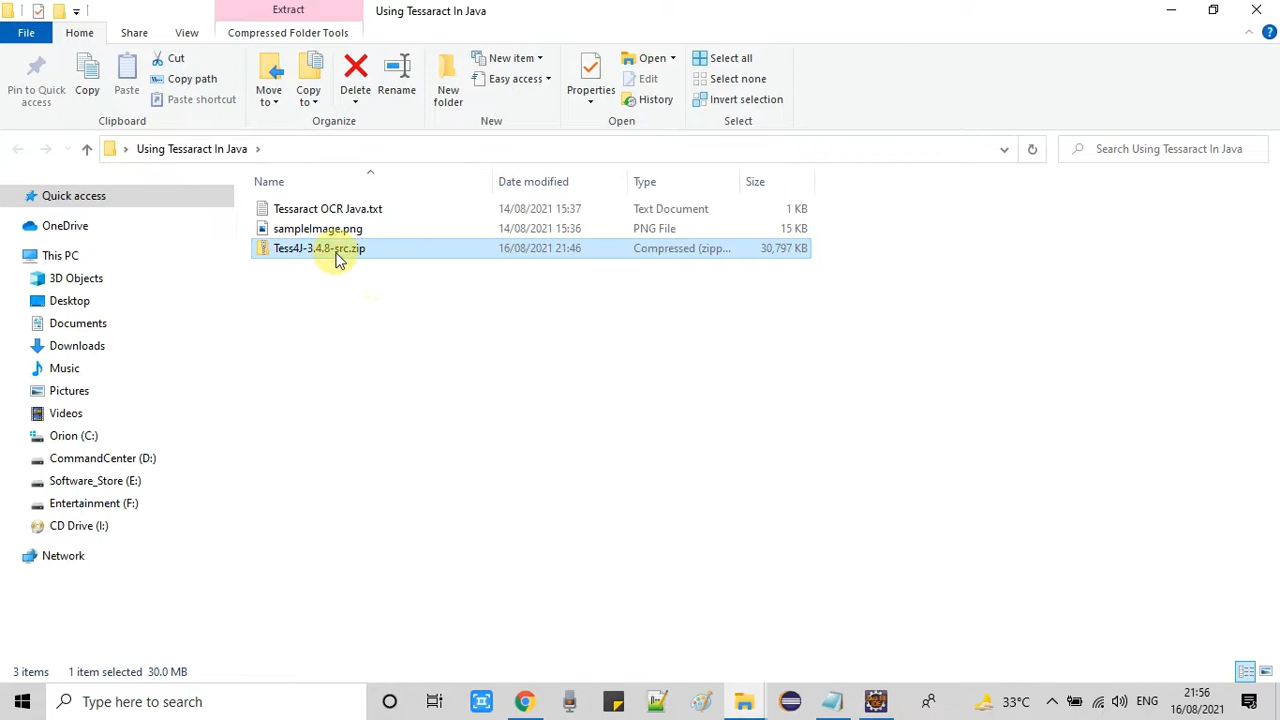 Extract
Using Tessaract In Java
File
Home
Share
View
Compressed Folder Tools
Pin to Quick access
Copy
Paste
Cut
Copy path
Paste shortcut
Clipboard
Move to
Copy to
Delete
Rename
Organize
New folder
New item
Easy access
New
Properties
Open
Edit
History
Open
Select all
Select none
Invert selection
Select
Using Tessaract In Java
Search Using Tessaract In Java
Name
Date modified
Type
Size
Tessaract OCR Java.txt
14/08/2021 15:37
Text Document
1 KB
sampleImage.png
14/08/2021 15:36
PNG File
15 KB
Tess4J-3.4.8-src.zip
16/08/2021 21:46
Compressed (zipp...
30,797 KB
Quick access
OneDrive
This PC
3D Objects
Desktop
Documents
Downloads
Music
Pictures
Videos
Orion (C:)
CommandCenter (D:)
Software_Store (E:)
Entertainment (F:)
CD Drive (I:)
Network
3 items
1 item selected 30.0 MB
Type here to search
33°C
ENG
21:56
16/08/2021